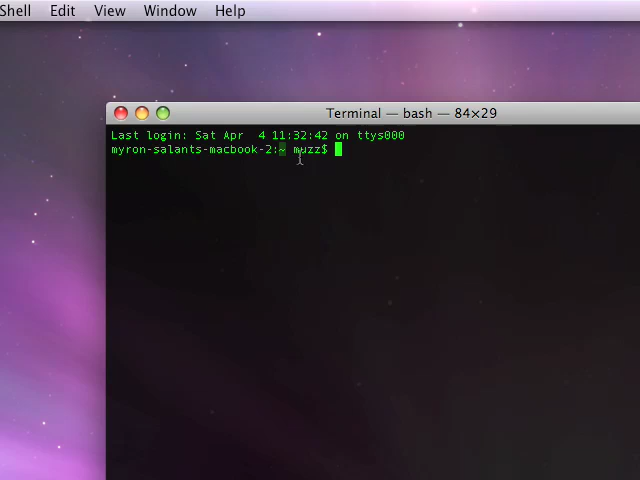 Shell Edit View Window Help
Terminal — bash — 84×29
Last login: Sat Apr  4 11:32:42 on ttys000
myron-salants-macbook-2:~ muzz$